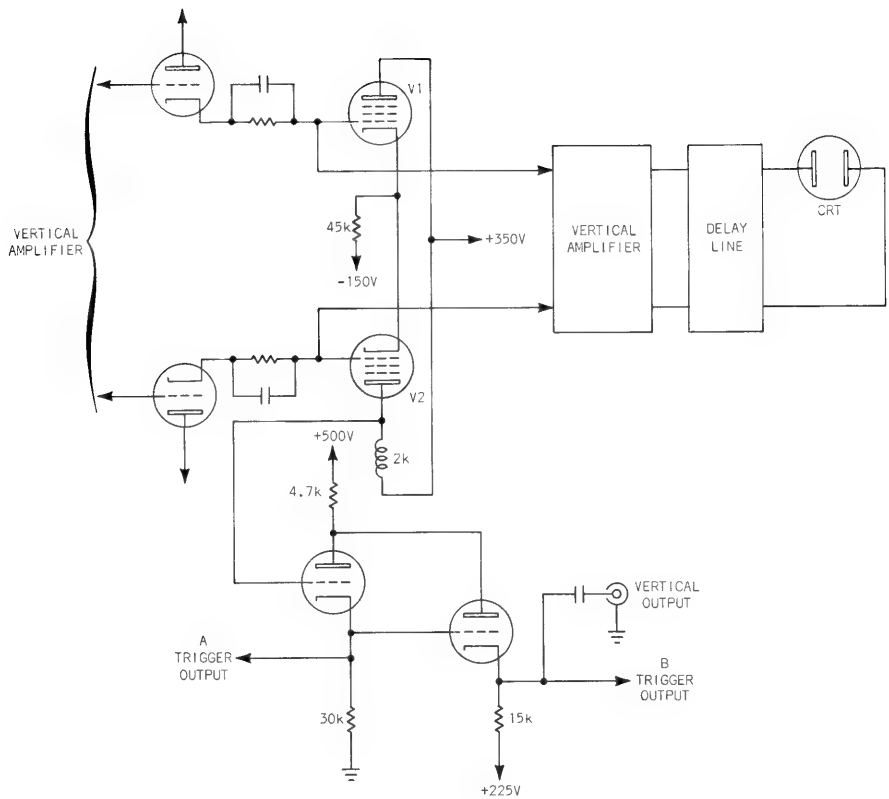 V1
VERTICAL
AMPLIFIER
45k
-150V
+350V
VERTICAL
AMPLIFIER
DELAY
LINE
CRT
V2
+500V
2k
4.7k
VERTICAL
OUTPUT
A
TRIGGER
OUTPUT
B
TRIGGER
OUTPUT
30k
15k
+225V